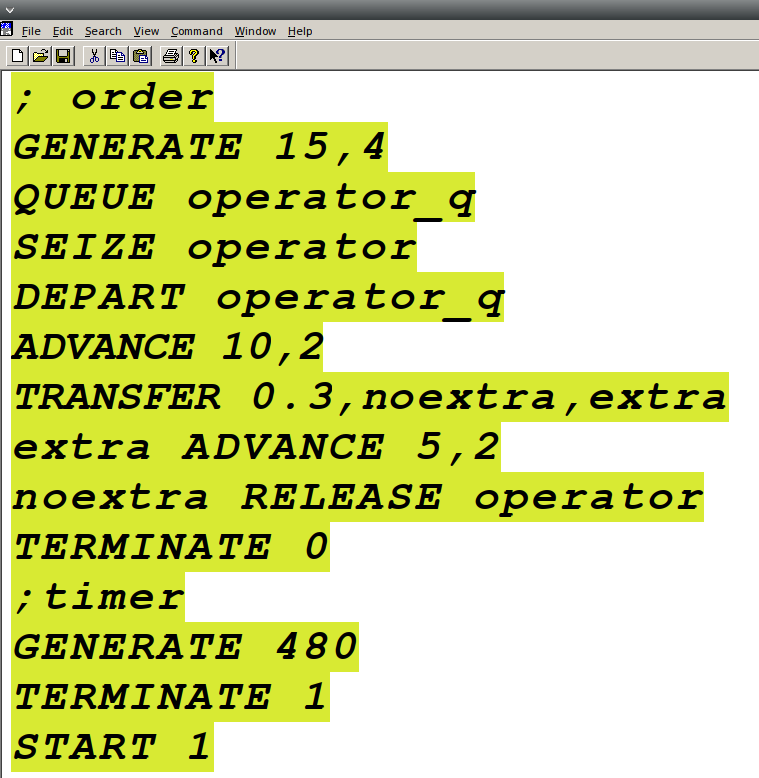 File Edit Search View Command Window Help
; order
GENERATE 15,4
QUEUE operator_q
SEIZE operator
DEPART operator_q
ADVANCE 10,2
TRANSFER 0.3,noextra,extra
extra ADVANCE 5,2
noextra RELEASE operator
TERMINATE 0
;timer
GENERATE 480
TERMINATE 1
START 1